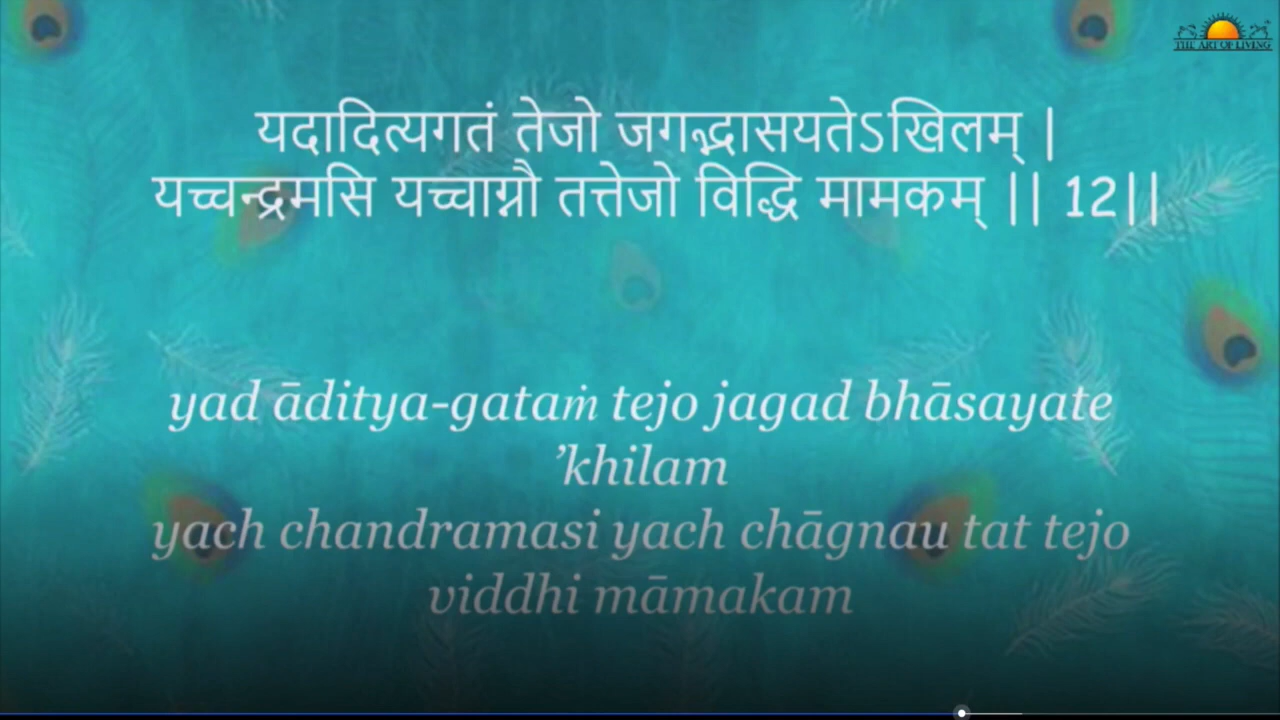 THE ART OF LIVING
यदादित्यगतं तेजो जगद्भासयतेऽखिलम् |
यच्चन्द्रमसि यच्चाग्नौ तत्तेजो विद्धि मामकम् || 12||
yad āditya-gataṁ tejo jagad bhāsayate
’khilam
yach chandramasi yach chāgnau tat tejo
viddhi māmakam